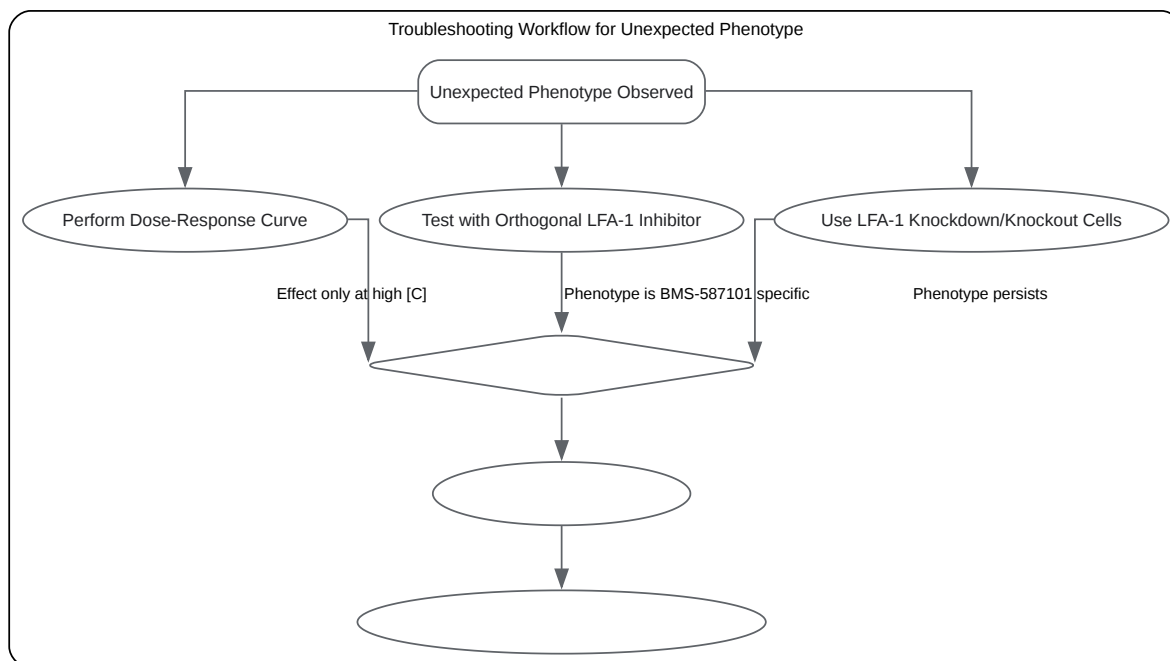 Troubleshooting Workflow for Unexpected Phenotype
Unexpected Phenotype Observed
Perform Dose-Response Curve
Test with Orthogonal LFA-1 Inhibitor
Use LFA-1 Knockdown/Knockout Cells
Effect only at high [C]
Phenotype is BMS-587101 specific
Phenotype persists